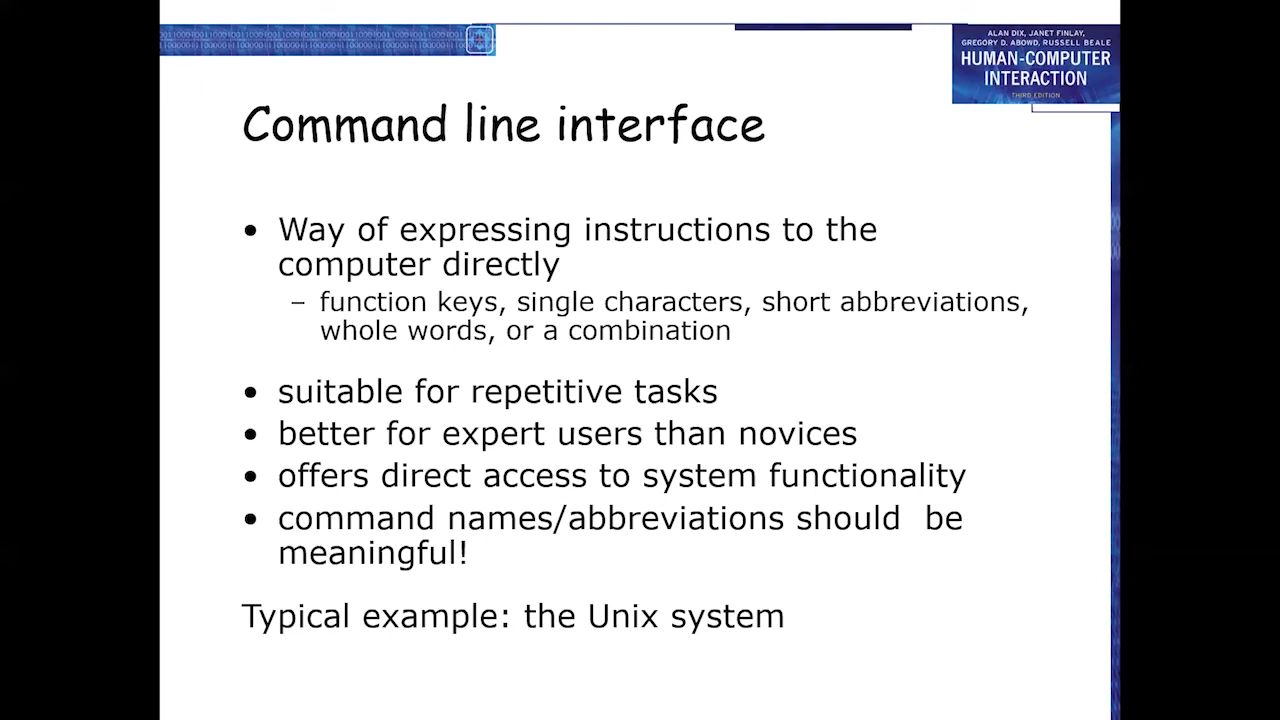 ALAN DIX, JANET FINLAY,
GREGORY D. ABOWD, RUSSELL BEALE
HUMAN-COMPUTER
INTERACTION
THIRD EDITION
Command line interface
• Way of expressing instructions to the
computer directly
– function keys, single characters, short abbreviations,
whole words, or a combination
• suitable for repetitive tasks
• better for expert users than novices
• offers direct access to system functionality
• command names/abbreviations should  be
meaningful!
Typical example: the Unix system